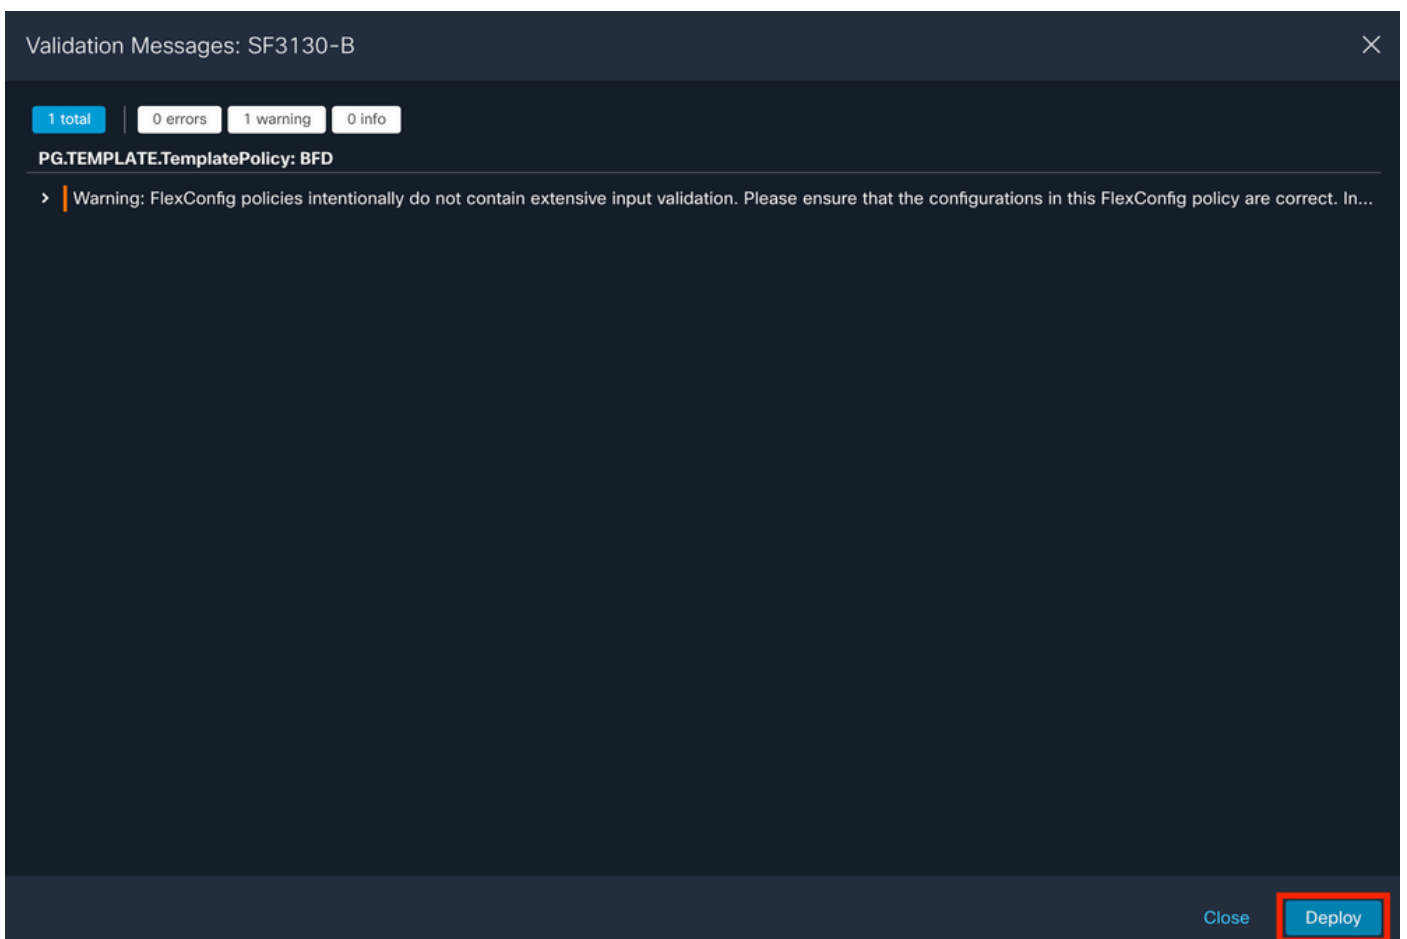 Validation Messages: SF3130-B
1 total 0 errors 1 warning 0 info
PG.TEMPLATE.TemplatePolicy: BFD
Warning: FlexConfig policies intentionally do not contain extensive input validation. Please ensure that the configurations in this FlexConfig policy are correct. In...
Close Deploy